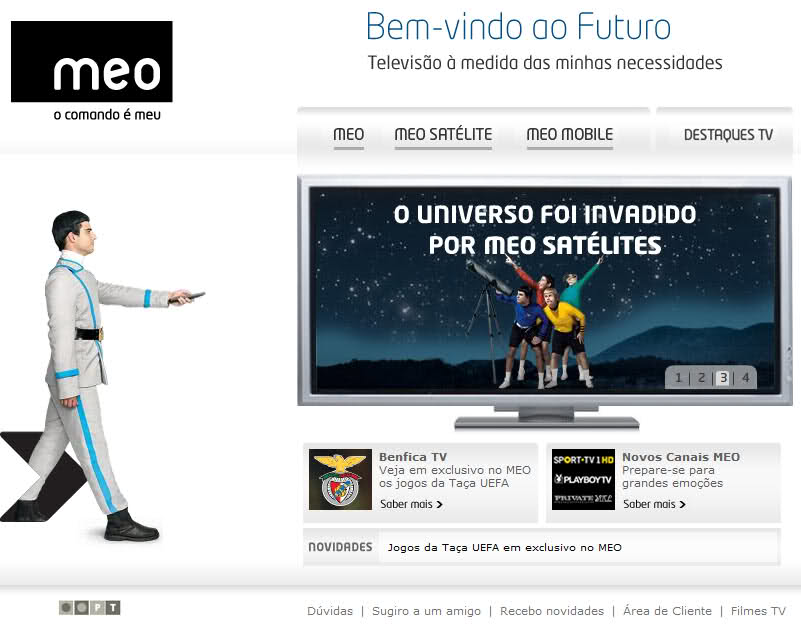 Bem-vindo ao Futuro
meo
Televisão à medida das minhas necessidades
o comando é meu
MEO MEO SATÉLITE MEO MOBILE DESTAQUES TV
O UNIVERSO FOI INVADIDO
POR MEO SATÉLITES
1 | 2 | 3 | 4
Benfica TV
Veja em exclusivo no MEO
os jogos da Taça UEFA
Saber mais >
SPORT·TV 1 HD
PLAYBOY TV
PRIVATE
Novos Canais MEO
Prepare-se para
grandes emoções
Saber mais >
NOVIDADES Jogos da Taça UEFA em exclusivo no MEO
PT
Dúvidas | Sugiro a um amigo | Recebo novidades | Área de Cliente | Filmes TV